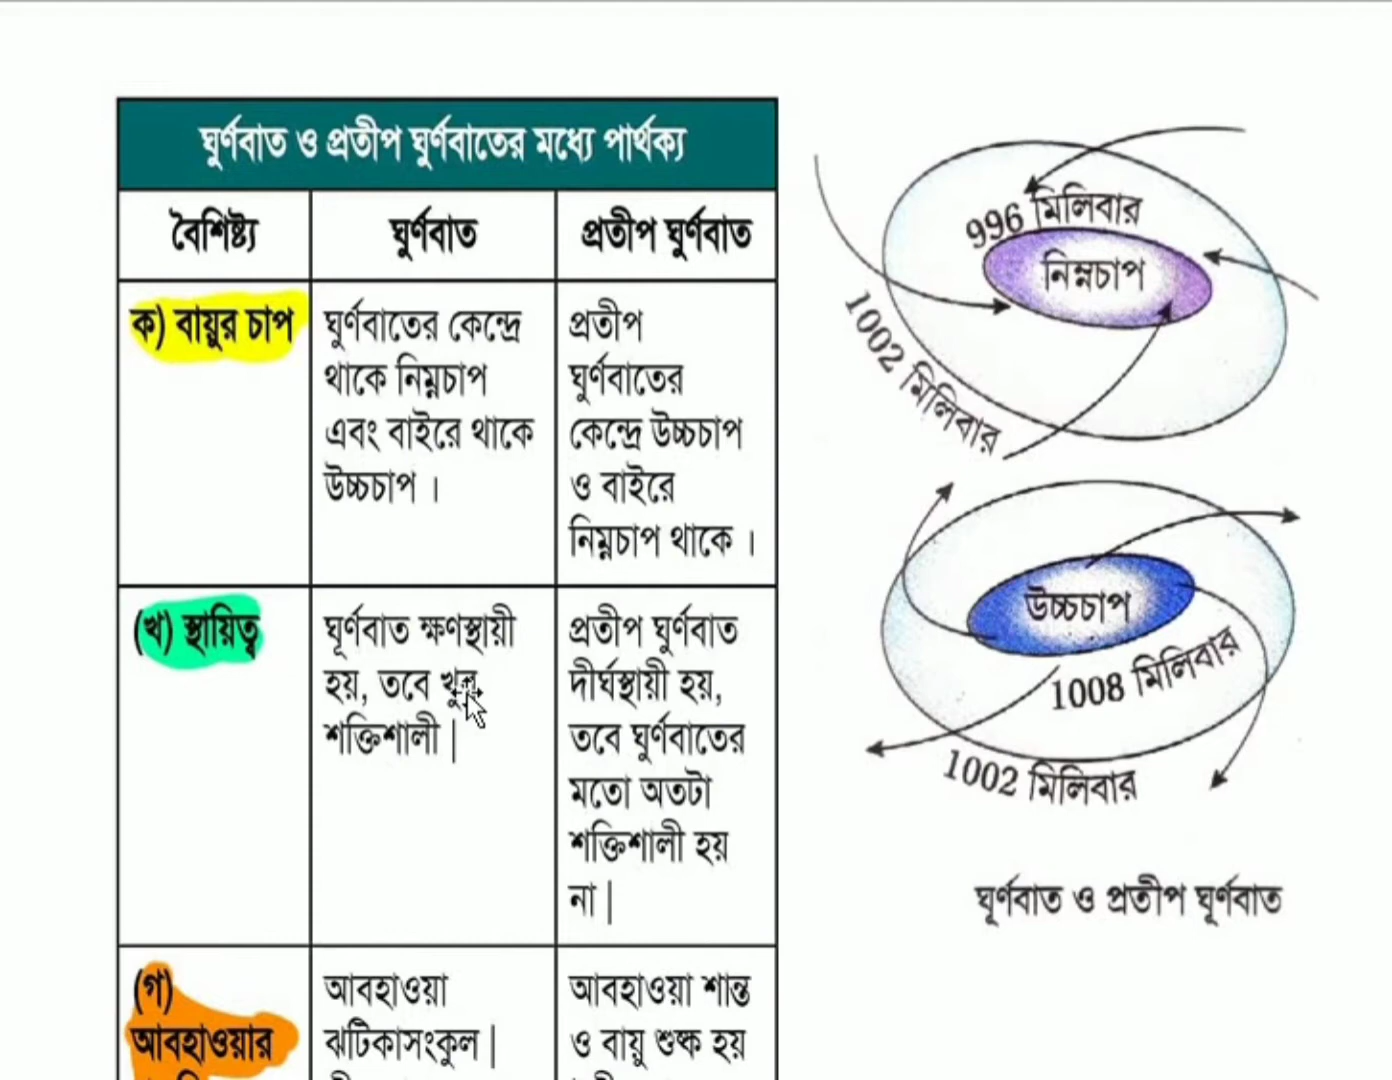 ঘুর্ণবাত ও প্রতীপ ঘুর্ণবাতের মধ্যে পার্থক্য
বৈশিষ্ট্য
ঘুর্ণবাত
প্রতীপ ঘুর্ণবাত
ক) বায়ুর চাপ
ঘুর্ণবাতের কেন্দ্রে
থাকে নিম্নচাপ
এবং বাইরে থাকে
উচ্চচাপ ।
প্রতীপ
ঘুর্ণবাতের
কেন্দ্রে উচ্চচাপ
ও বাইরে
নিম্নচাপ থাকে ।
(খ) স্থায়িত্ব
ঘূর্ণবাত ক্ষণস্থায়ী
হয়, তবে খুব
শক্তিশালী |
প্রতীপ ঘুর্ণবাত
দীর্ঘস্থায়ী হয়,
তবে ঘুর্ণবাতের
মতো অতটা
শক্তিশালী হয়
না |
(গ)
আবহাওয়ার
আবহাওয়া
ঝটিকাসংকুল |
আবহাওয়া শান্ত
ও বায়ু শুষ্ক হয়
996 মিলিবার
নিম্নচাপ
1002 মিলিবার
উচ্চচাপ
1008 মিলিবার
1002 মিলিবার
ঘূর্ণবাত ও প্রতীপ ঘূর্ণবাত